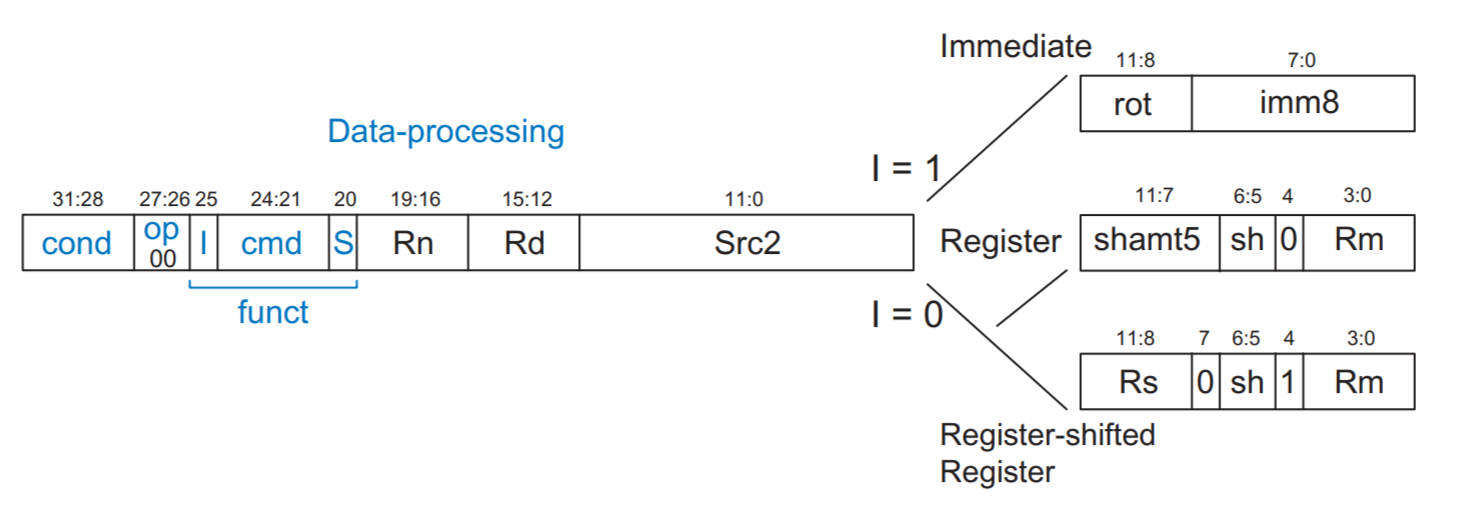 Data-processing
31:28 27:26 25 24:21 20 19:16 15:12 11:0
cond op 00 I cmd S Rn Rd Src2
funct
I = 1
I = 0
Immediate
11:8 7:0
rot imm8
Register
11:7 6:5 4 3:0
shamt5 sh 0 Rm
11:8 7 6:5 4 3:0
Rs 0 sh 1 Rm
Register-shifted
Register